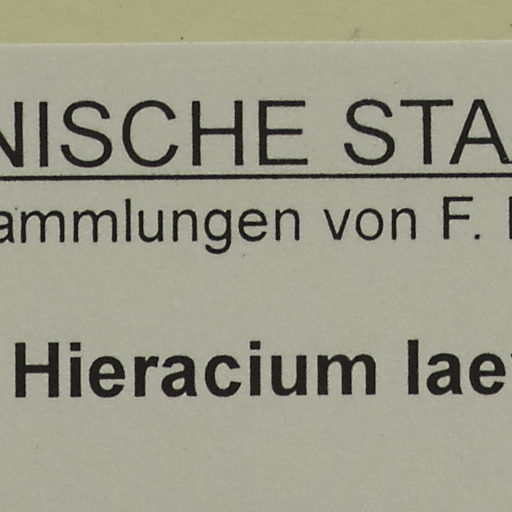 NISCHE STA
ammlungen von F.
Hieracium lae